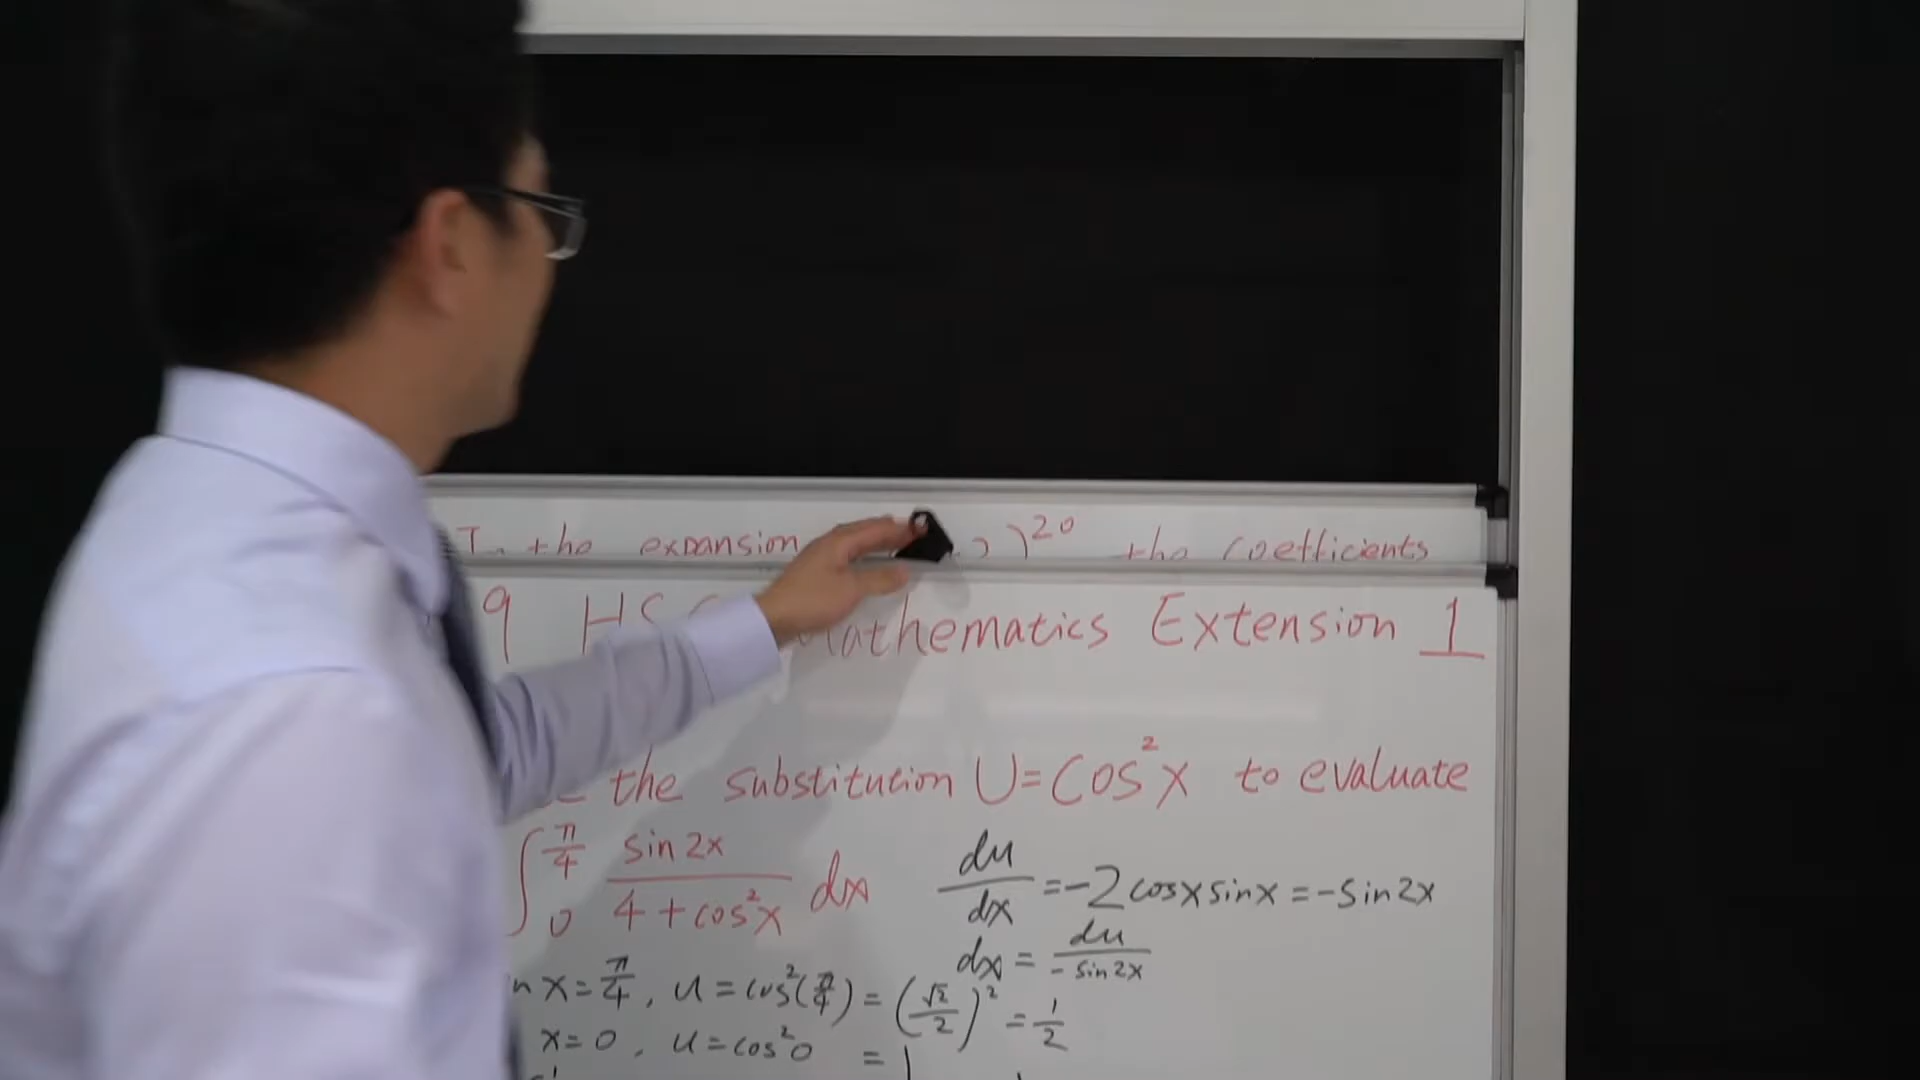 the expansion )²⁰ the coefficients
9 HSC Mathematics Extension 1
the substitution U=Cos²x to evaluate
∫₀^(π/4) sin2x / (4+cos²x) dx
du/dx = -2cosx sinx = -sin2x
dx = du / -sin2x
x=π/4, u=cos²(π/4) = (√2/2)² = 1/2
x=0, u=cos²0 = 1